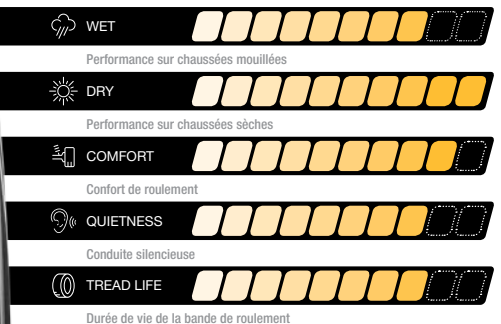 WET
Performance sur chaussées mouillées
DRY
Performance sur chaussées sèches
COMFORT
Confort de roulement
QUIETNESS
Conduite silencieuse
TREAD LIFE
Durée de vie de la bande de roulement